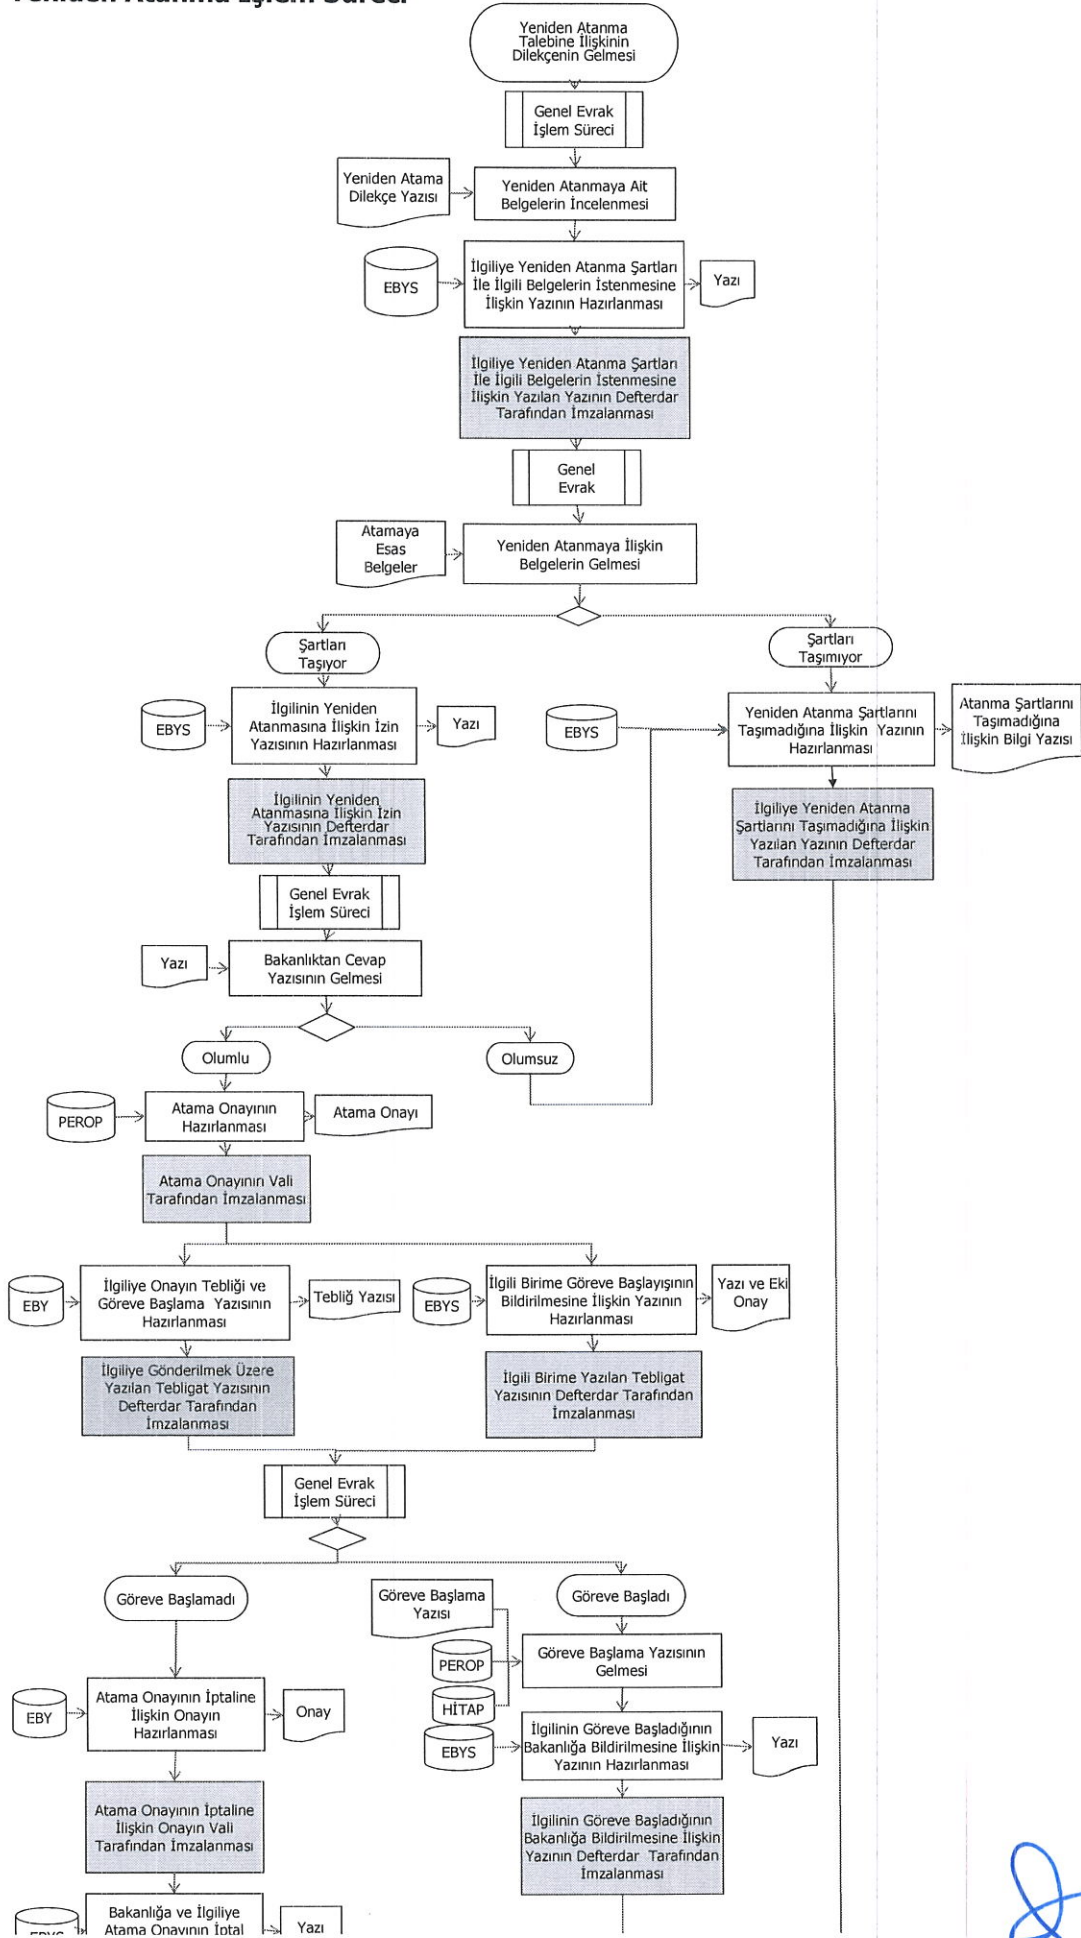 Yeniden Atanma İşlem Süreci
Yeniden Atanma
Talebine İlişkinin
Dilekçenin Gelmesi
Genel Evrak
İşlem Süreci
Yeniden Atama
Dilekçe Yazısı
Yeniden Atanmaya Ait
Belgelerin İncelenmesi
EBYS
İlgiliye Yeniden Atanma Şartları
İle İlgili Belgelerin İstenmesine
İlişkin Yazının Hazırlanması
Yazı
İlgiliye Yeniden Atanma Şartları
İle İlgili Belgelerin İstenmesine
İlişkin Yazılan Yazının Defterdar
Tarafından İmzalanması
Genel
Evrak
Atamaya
Esas
Belgeler
Yeniden Atanmaya İlişkin
Belgelerin Gelmesi
Şartları
Taşıyor
Şartları
Taşımıyor
EBYS
İlgilinin Yeniden
Atanmasına İlişkin İzin
Yazısının Hazırlanması
Yazı
EBYS
Yeniden Atanma Şartlarını
Taşımadığına İlişkin Yazının
Hazırlanması
Atanma Şartlarını
Taşımadığına
İlişkin Bilgi Yazısı
İlgilinin Yeniden
Atanmasına İlişkin İzin
Yazısının Defterdar
Tarafından İmzalanması
İlgiliye Yeniden Atanma
Şartlarını Taşımadığına İlişkin
Yazılan Yazının Defterdar
Tarafından İmzalanması
Genel Evrak
İşlem Süreci
Yazı
Bakanlıktan Cevap
Yazısının Gelmesi
Olumlu
Olumsuz
PEROP
Atama Onayının
Hazırlanması
Atama Onayı
Atama Onayının Vali
Tarafından İmzalanması
EBY
İlgiliye Onayın Tebliği ve
Göreve Başlama Yazısının
Hazırlanması
Tebliğ Yazısı
EBYS
İlgili Birime Göreve Başlayışının
Bildirilmesine İlişkin Yazının
Hazırlanması
Yazı ve Eki
Onay
İlgiliye Gönderilmek Üzere
Yazılan Tebligat Yazısının
Defterdar Tarafından
İmzalanması
İlgili Birime Yazılan Tebligat
Yazısının Defterdar Tarafından
İmzalanması
Genel Evrak
İşlem Süreci
Göreve Başlamadı
Göreve Başlama
Yazısı
Göreve Başladı
PEROP
HİTAP
Göreve Başlama Yazısının
Gelmesi
EBY
Atama Onayının İptaline
İlişkin Onayın
Hazırlanması
Onay
EBYS
İlgilinin Göreve Başladığının
Bakanlığa Bildirilmesine İlişkin
Yazının Hazırlanması
Yazı
Atama Onayının İptaline
İlişkin Onayın Vali
Tarafından İmzalanması
İlgilinin Göreve Başladığının
Bakanlığa Bildirilmesine İlişkin
Yazının Defterdar Tarafından
İmzalanması
EBYS
Bakanlığa ve İlgiliye
Atama Onayının İptal
Yazı